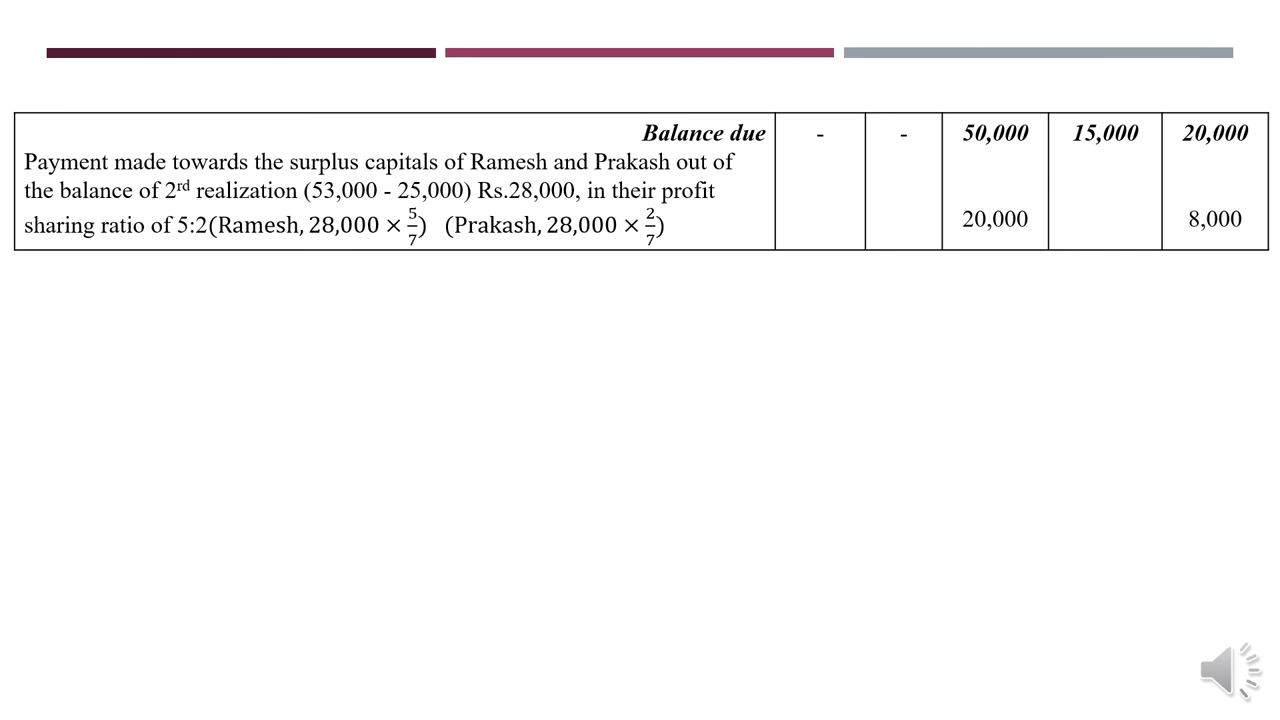 Balance due - - 50,000 15,000 20,000
Payment made towards the surplus capitals of Ramesh and Prakash out of
the balance of 2rd realization (53,000 - 25,000) Rs.28,000, in their profit
sharing ratio of 5:2(Ramesh, 28,000 × 5/7) (Prakash, 28,000 × 2/7) 20,000 8,000